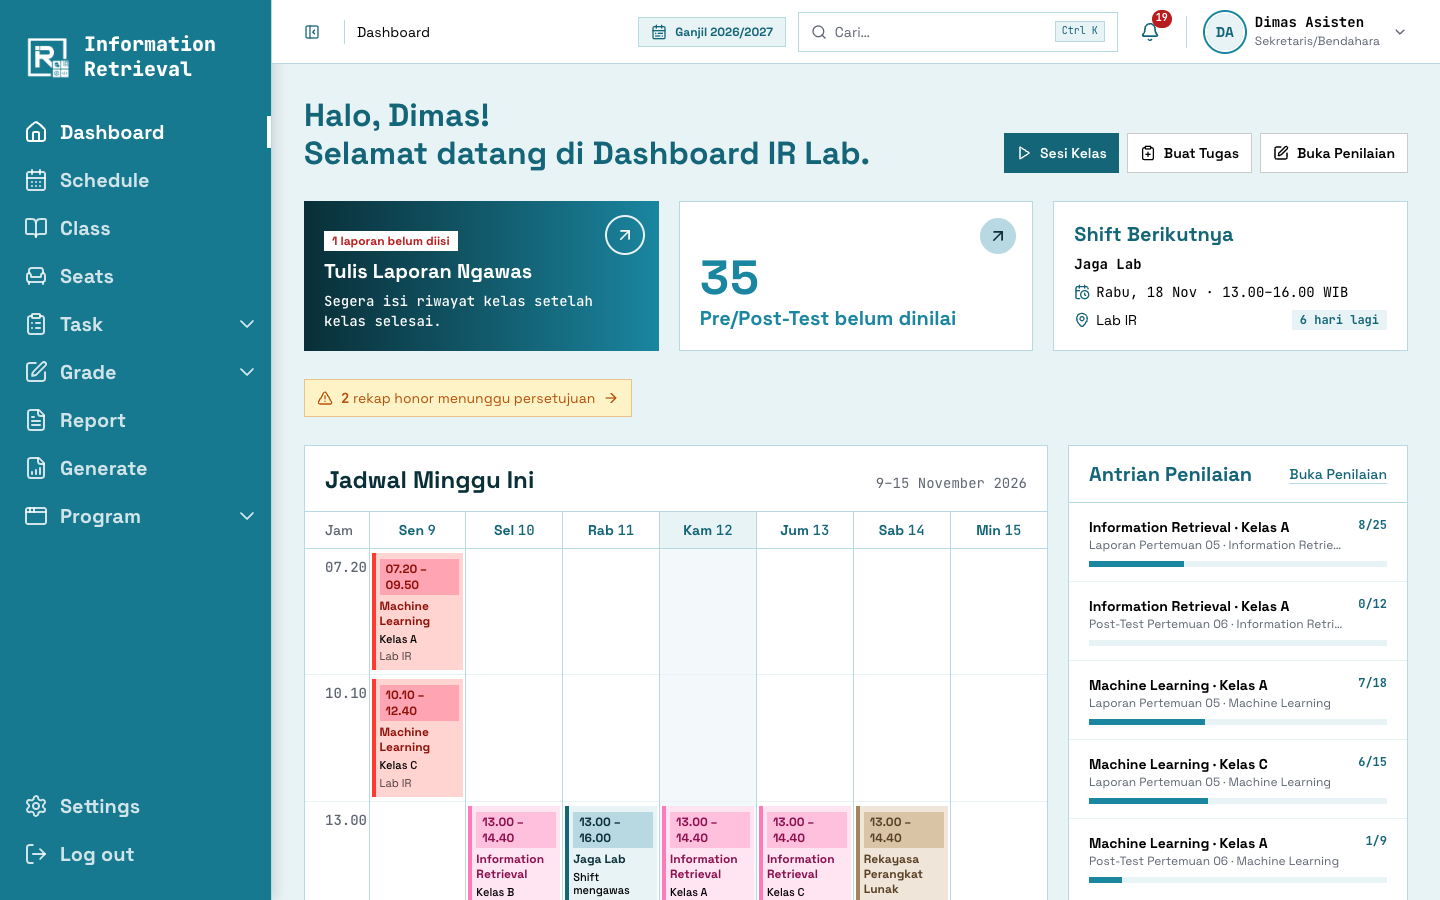 Information
Retrieval
Dashboard
Schedule
Class
Seats
Task
Grade
Report
Generate
Program
Settings
Log out
Dashboard
Ganjil 2026/2027
Cari...
Ctrl K
19
DA
Dimas Asisten
Sekretaris/Bendahara
Halo, Dimas!
Selamat datang di Dashboard IR Lab.
Sesi Kelas
Buat Tugas
Buka Penilaian
1 laporan belum diisi
Tulis Laporan Ngawas
Segera isi riwayat kelas setelah
kelas selesai.
35
Pre/Post-Test belum dinilai
Shift Berikutnya
Jaga Lab
Rabu, 18 Nov · 13.00–16.00 WIB
Lab IR
6 hari lagi
2 rekap honor menunggu persetujuan
Jadwal Minggu Ini
9–15 November 2026
Jam
Sen 9
Sel 10
Rab 11
Kam 12
Jum 13
Sab 14
Min 15
07.20
07.20 –
09.50
Machine
Learning
Kelas A
Lab IR
10.10
10.10 –
12.40
Machine
Learning
Kelas C
Lab IR
13.00
13.00 –
14.40
Information
Retrieval
Kelas B
13.00 –
16.00
Jaga Lab
Shift
mengawas
13.00 –
14.40
Information
Retrieval
Kelas A
13.00 –
14.40
Information
Retrieval
Kelas C
13.00 –
14.40
Rekayasa
Perangkat
Lunak
Antrian Penilaian
Buka Penilaian
Information Retrieval · Kelas A
8/25
Laporan Pertemuan 05 · Information Retrie...
Information Retrieval · Kelas A
0/12
Post-Test Pertemuan 06 · Information Retri...
Machine Learning · Kelas A
7/18
Laporan Pertemuan 05 · Machine Learning
Machine Learning · Kelas C
6/15
Laporan Pertemuan 05 · Machine Learning
Machine Learning · Kelas A
1/9
Post-Test Pertemuan 06 · Machine Learning